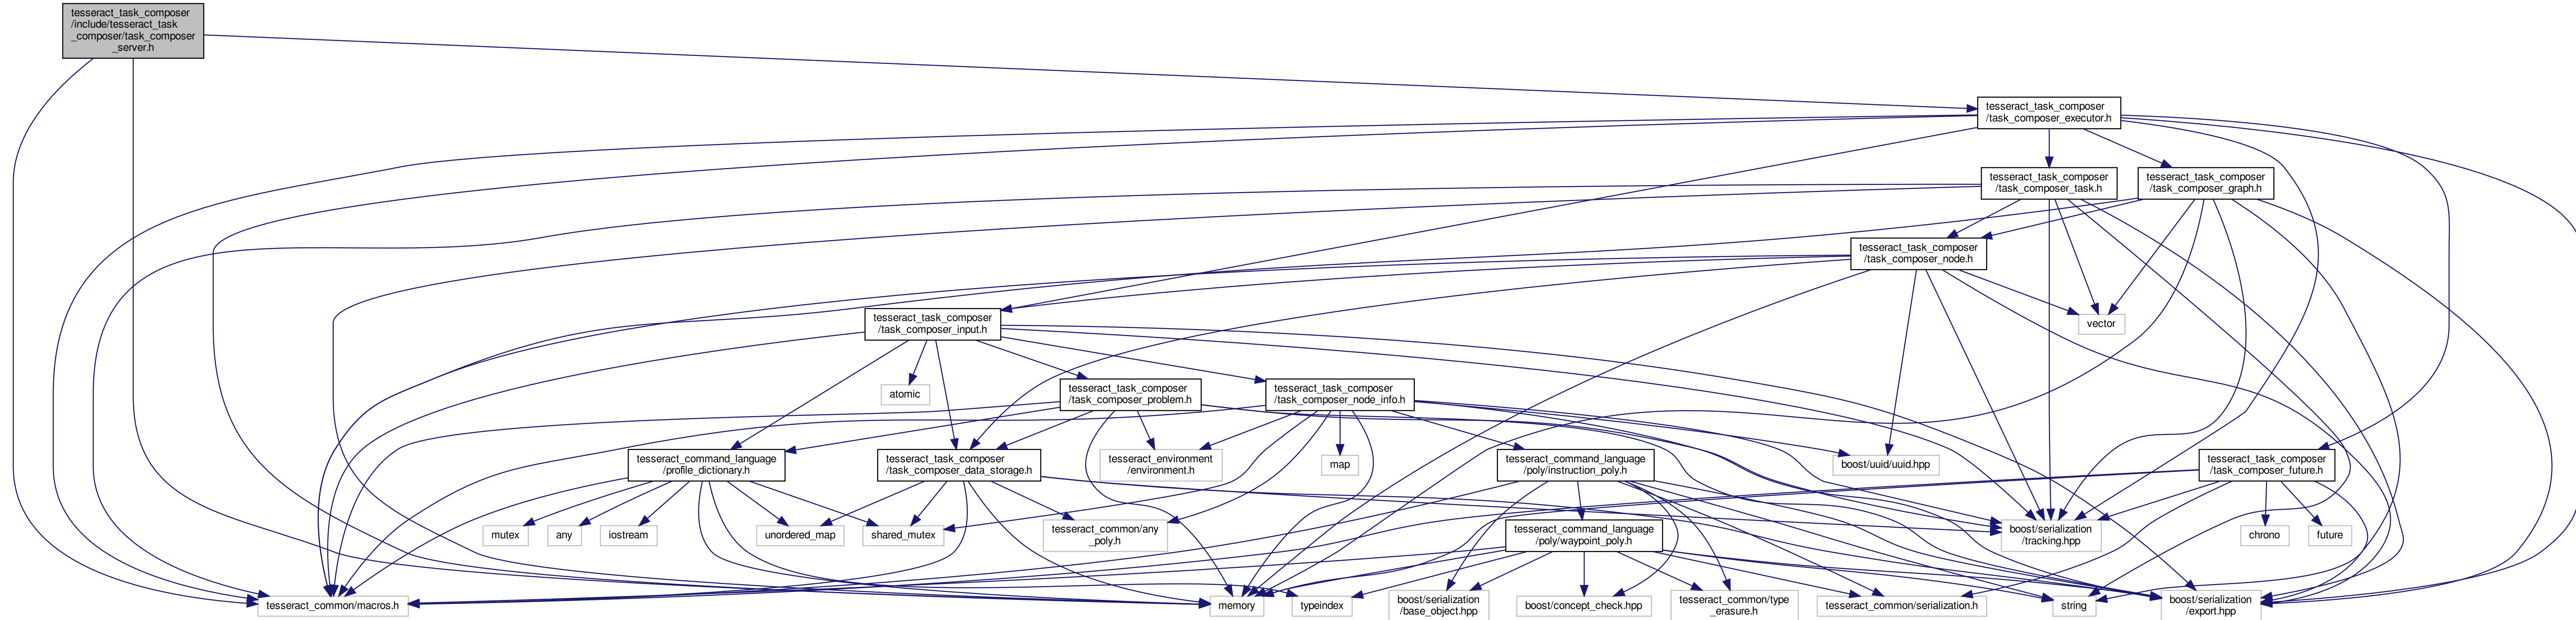 tesseract_task_composer
/include/tesseract_task
_composer/task_composer
_server.h
tesseract_task_composer
/task_composer_executor.h
tesseract_task_composer
/task_composer_task.h
tesseract_task_composer
/task_composer_graph.h
tesseract_task_composer
/task_composer_node.h
tesseract_task_composer
/task_composer_input.h
vector
atomic
tesseract_task_composer
/task_composer_problem.h
tesseract_task_composer
/task_composer_node_info.h
tesseract_command_language
/profile_dictionary.h
tesseract_task_composer
/task_composer_data_storage.h
tesseract_environment
/environment.h
map
tesseract_command_language
/poly/instruction_poly.h
boost/uuid/uuid.hpp
tesseract_task_composer
/task_composer_future.h
mutex
any
iostream
unordered_map
shared_mutex
tesseract_common/any
_poly.h
tesseract_command_language
/poly/waypoint_poly.h
boost/serialization
/tracking.hpp
chrono
future
tesseract_common/macros.h
memory
typeindex
boost/serialization
/base_object.hpp
boost/concept_check.hpp
tesseract_common/type
_erasure.h
tesseract_common/serialization.h
string
boost/serialization
/export.hpp